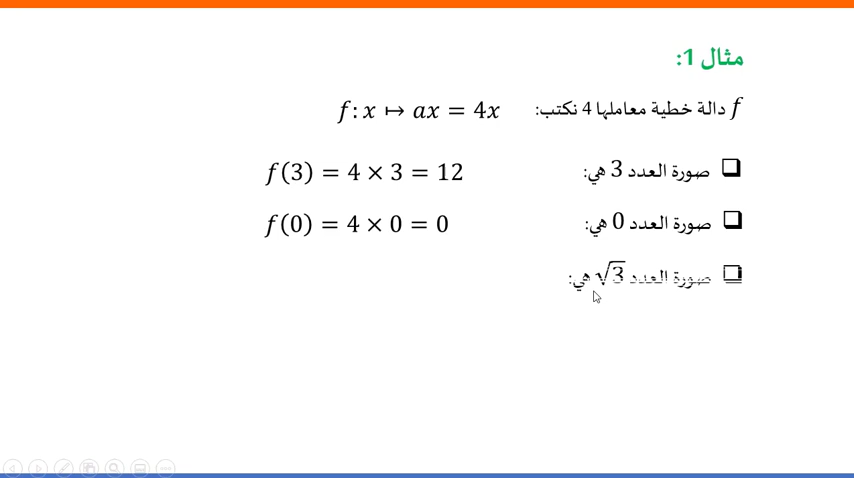 مثال 1:
f دالة خطية معاملها 4 نكتب: f: x ↦ ax = 4x
❑ صورة العدد 3 هي: f(3) = 4 × 3 = 12
❑ صورة العدد 0 هي: f(0) = 4 × 0 = 0
❑ صورة العدد √3 هي: